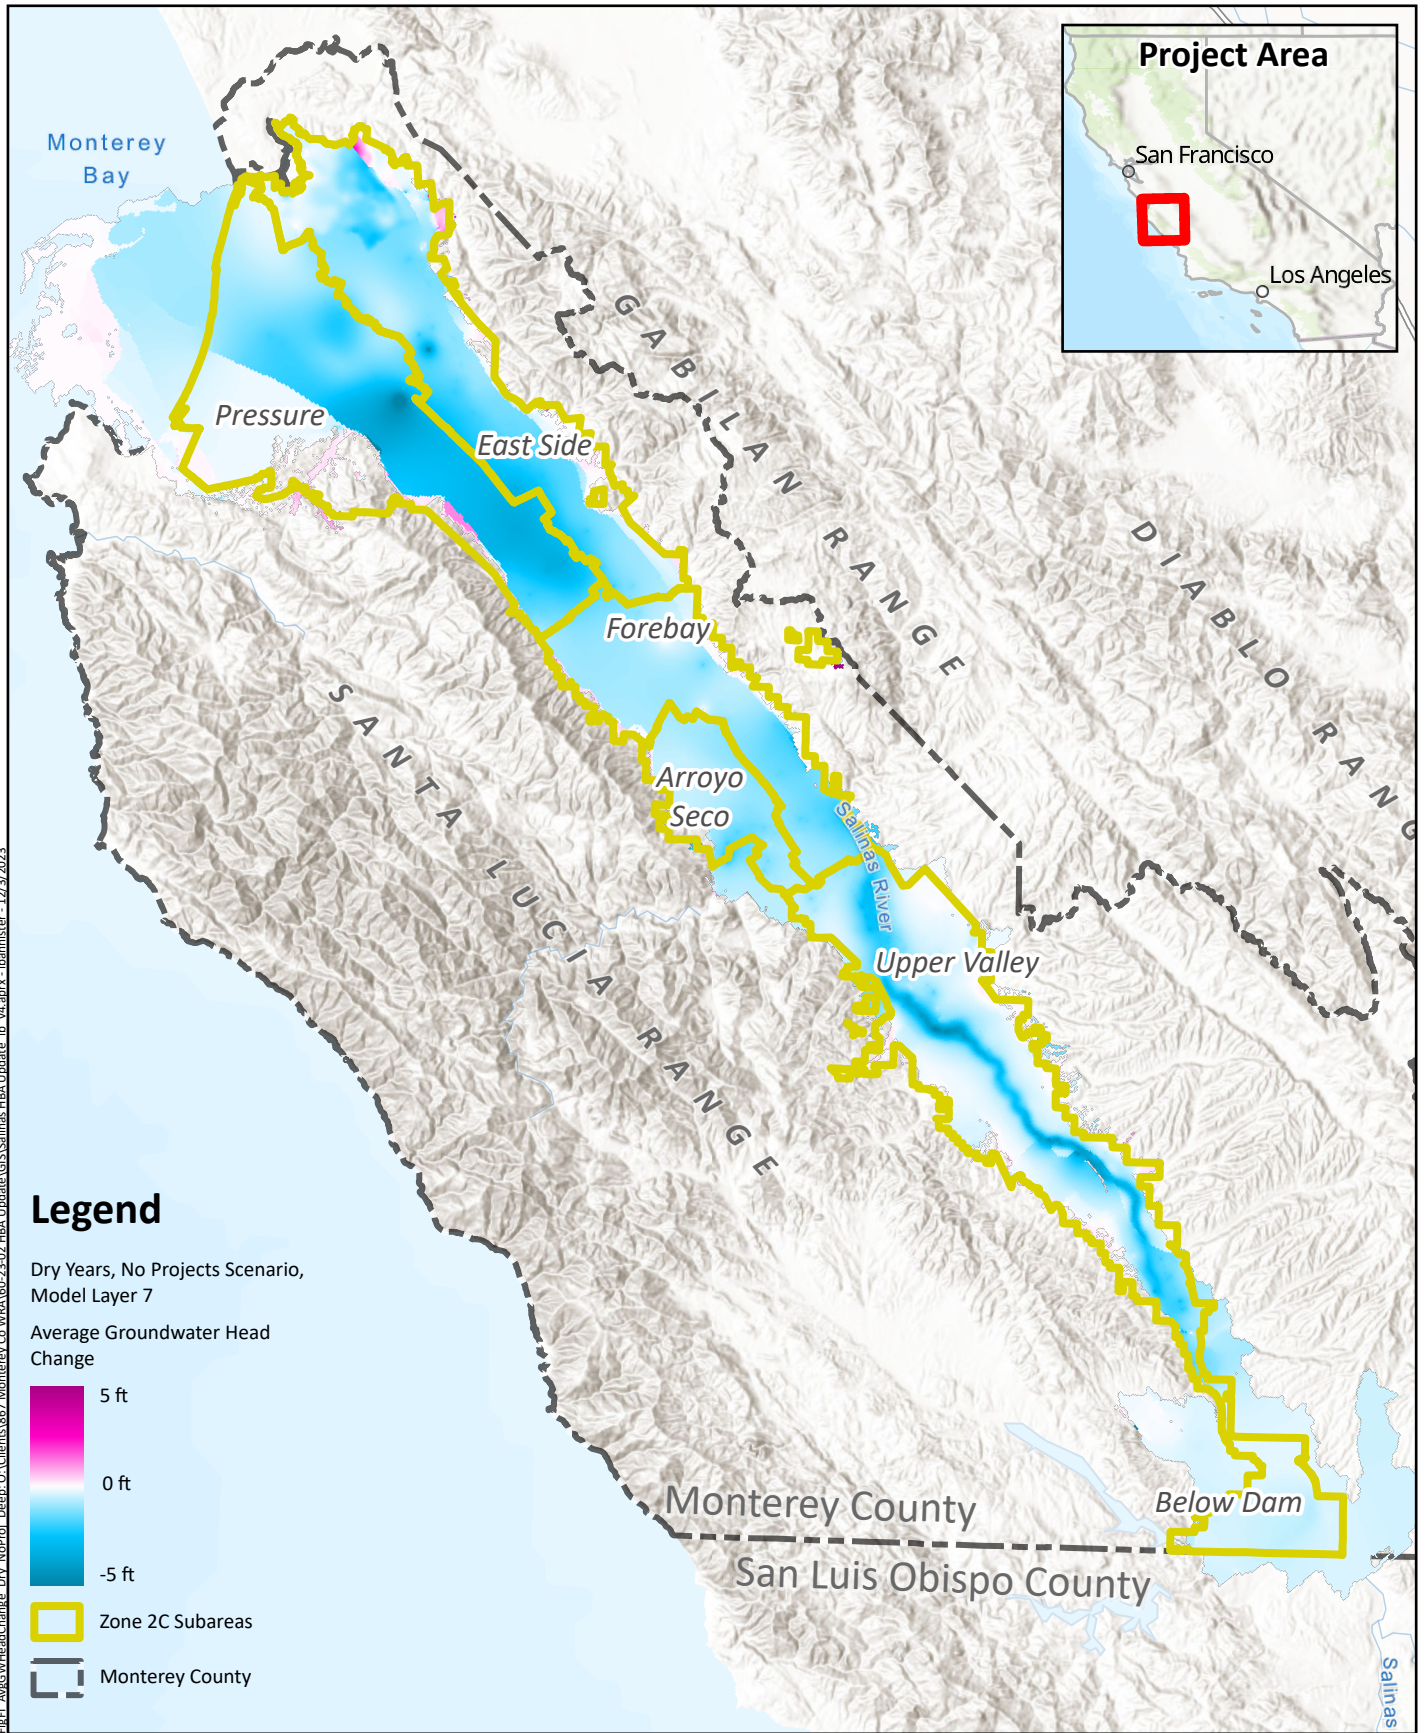 Project Area
San Francisco
Los Angeles
Monterey
Bay
GABILAN RANGE
DIABLO RANG
Pressure
East Side
Forebay
Arroyo
Seco
Salinas River
Upper Valley
SANTA LUCIA RANGE
Below Dam
Monterey County
San Luis Obispo County
Salinas
Legend
Dry Years, No Projects Scenario,
Model Layer 7
Average Groundwater Head
Change
5 ft
0 ft
-5 ft
Zone 2C Subareas
Monterey County